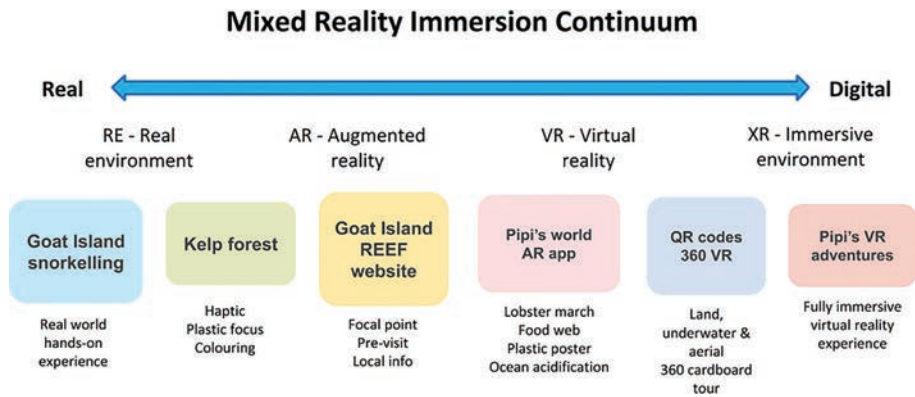 Mixed Reality Immersion Continuum
Real
Digital
RE - Real
environment
AR - Augmented
reality
VR - Virtual
reality
XR - Immersive
environment
Goat Island
snorkelling
Kelp forest
Goat Island
REEF
website
Pipi's world
AR app
QR codes
360 VR
Pipi's VR
adventures
Real world
hands-on
experience
Haptic
Plastic focus
Colouring
Focal point
Pre-visit
Local info
Lobster march
Food web
Plastic poster
Ocean acidification
Land,
underwater &
aerial
360 cardboard
tour
Fully immersive
virtual reality
experience